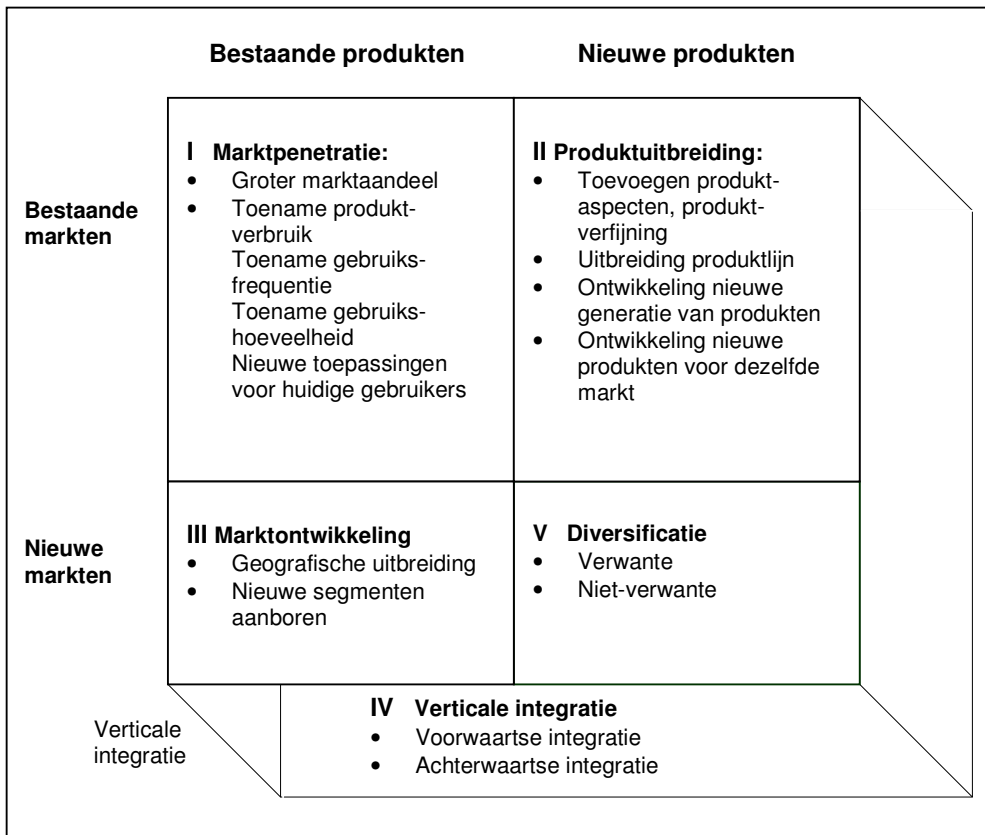 Bestaande produkten
Nieuwe produkten
Bestaande
markten
I Marktpenetratie:
• Groter marktaandeel
• Toename produkt-
verbruik
Toename gebruiks-
frequentie
Toename gebruiks-
hoeveelheid
Nieuwe toepassingen
voor huidige gebruikers
II Produktuitbreiding:
• Toevoegen produkt-
aspecten, produkt-
verfijning
• Uitbreiding produktlijn
• Ontwikkeling nieuwe
generatie van produkten
• Ontwikkeling nieuwe
produkten voor dezelfde
markt
Nieuwe
markten
III Marktontwikkeling
• Geografische uitbreiding
• Nieuwe segmenten
aanboren
V Diversificatie
• Verwante
• Niet-verwante
Verticale
integratie
IV Verticale integratie
• Voorwaartse integratie
• Achterwaartse integratie